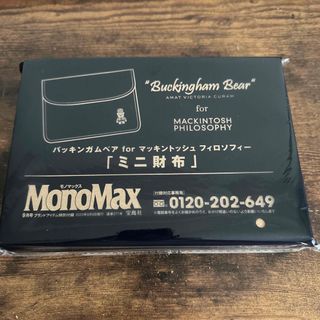 "Buckingham Bear"
AMAT VICTORIA CURAM
for
MACKINTOSH
PHILOSOPHY
バッキンガムベア for マッキントッシュ フィロソフィー
「ミニ財布」
モノマックス
MonoMax
0120-202-649
宝島社